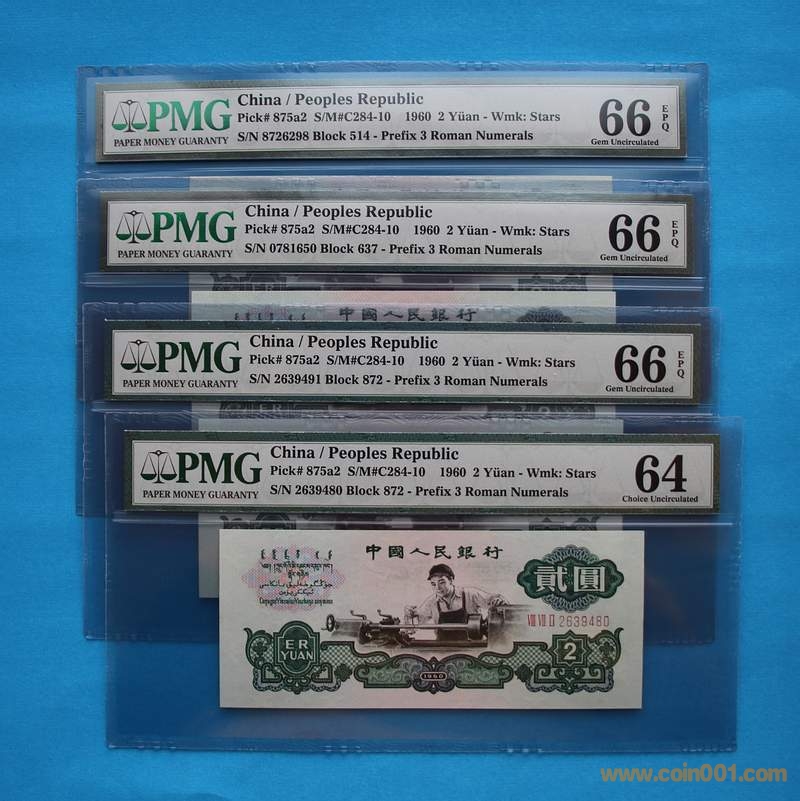 PMG
PAPER MONEY GUARANTY
China / Peoples Republic
Pick# 875a2 S/M#C284-10 1960 2 Yüan - Wmk: Stars
S/N 8726298 Block 514 - Prefix 3 Roman Numerals
66 EPQ
Gem Uncirculated
PMG
PAPER MONEY GUARANTY
China / Peoples Republic
Pick# 875a2 S/M#C284-10 1960 2 Yüan - Wmk: Stars
S/N 0781650 Block 637 - Prefix 3 Roman Numerals
66 EPQ
Gem Uncirculated
中國人民銀行
PMG
PAPER MONEY GUARANTY
China / Peoples Republic
Pick# 875a2 S/M#C284-10 1960 2 Yüan - Wmk: Stars
S/N 2639491 Block 872 - Prefix 3 Roman Numerals
66 EPQ
Gem Uncirculated
PMG
PAPER MONEY GUARANTY
China / Peoples Republic
Pick# 875a2 S/M#C284-10 1960 2 Yüan - Wmk: Stars
S/N 2639480 Block 872 - Prefix 3 Roman Numerals
64
Choice Uncirculated
中國人民銀行
貳圓
VIII VII II 2639480
ER
YUAN
1960
2
www.coin001.com